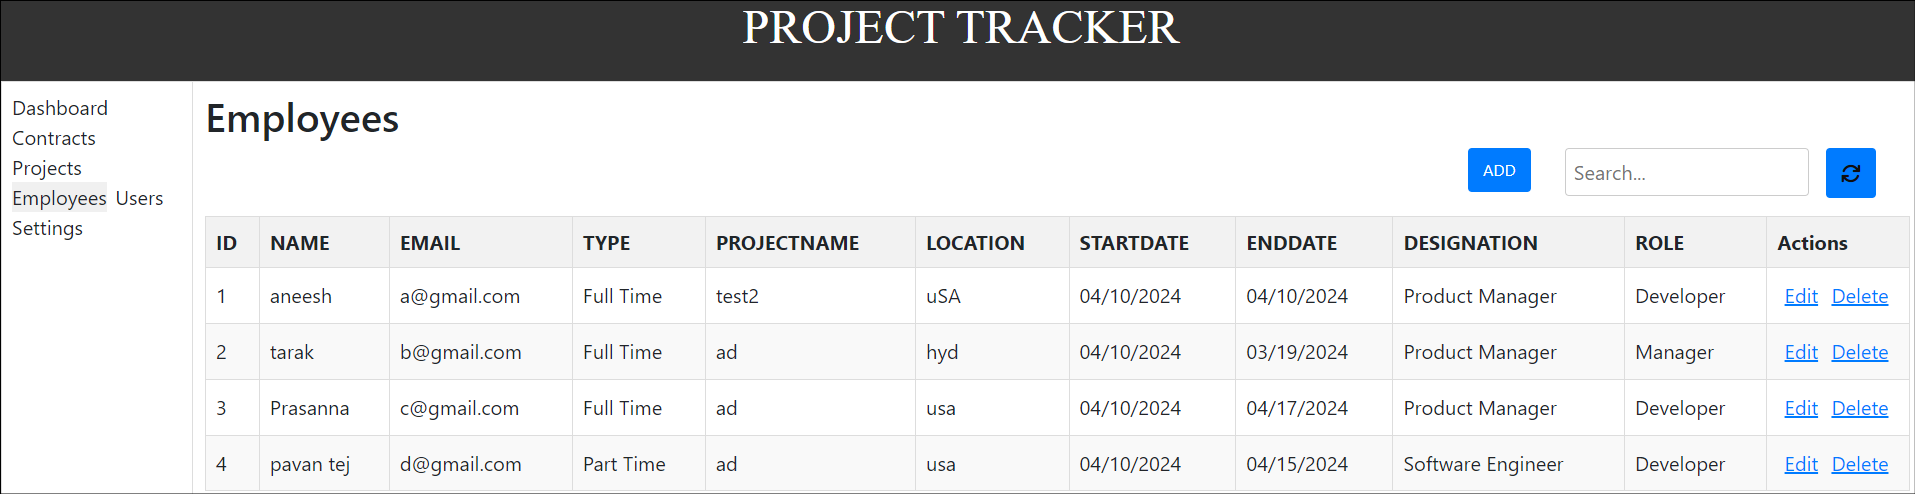 PROJECT TRACKER
Dashboard
Contracts
Projects
Employees Users
Settings
Employees
ADD Search...
ID NAME EMAIL TYPE PROJECTNAME LOCATION STARTDATE ENDDATE DESIGNATION ROLE Actions
1 aneesh a@gmail.com Full Time test2 uSA 04/10/2024 04/10/2024 Product Manager Developer Edit Delete
2 tarak b@gmail.com Full Time ad hyd 04/10/2024 03/19/2024 Product Manager Manager Edit Delete
3 Prasanna c@gmail.com Full Time ad usa 04/10/2024 04/17/2024 Product Manager Developer Edit Delete
4 pavan tej d@gmail.com Part Time ad usa 04/10/2024 04/15/2024 Software Engineer Developer Edit Delete